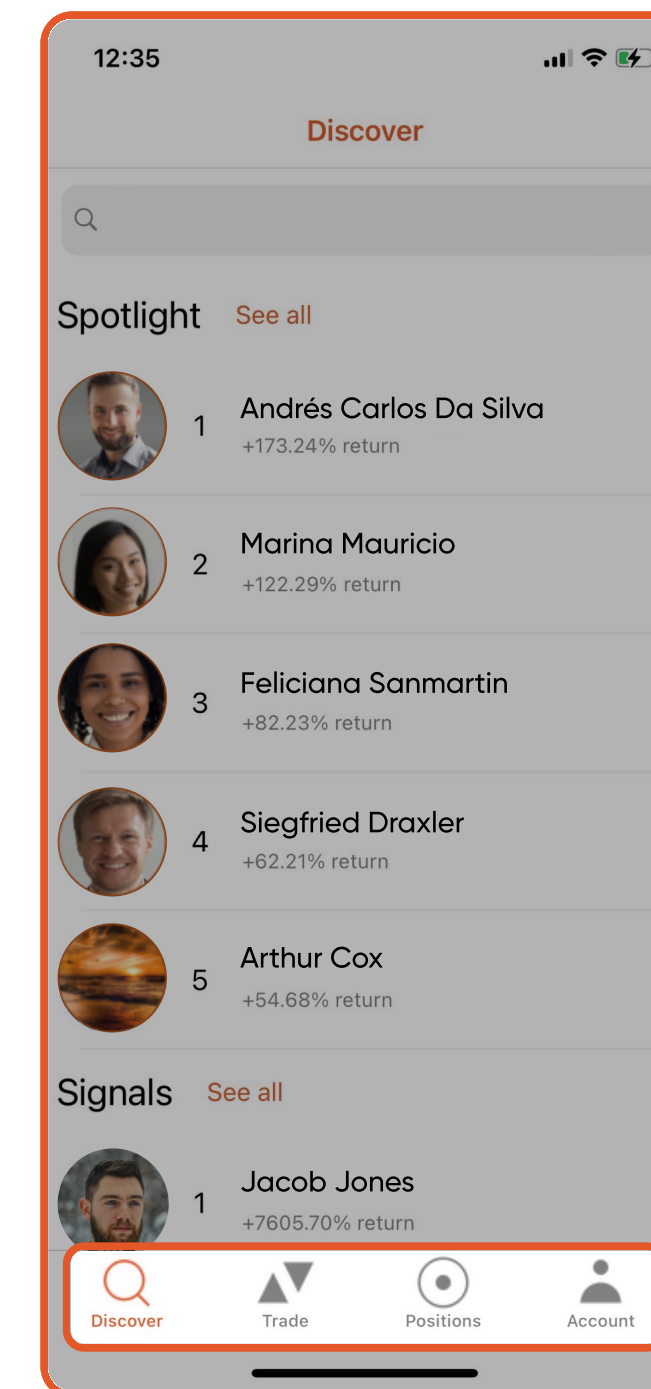 12:35
Discover
Spotlight See all
1 Andrés Carlos Da Silva
+173.24% return
2 Marina Mauricio
+122.29% return
3 Feliciana Sanmartin
+82.23% return
4 Siegfried Draxler
+62.21% return
5 Arthur Cox
+54.68% return
Signals See all
1 Jacob Jones
+7605.70% return
Discover Trade Positions Account